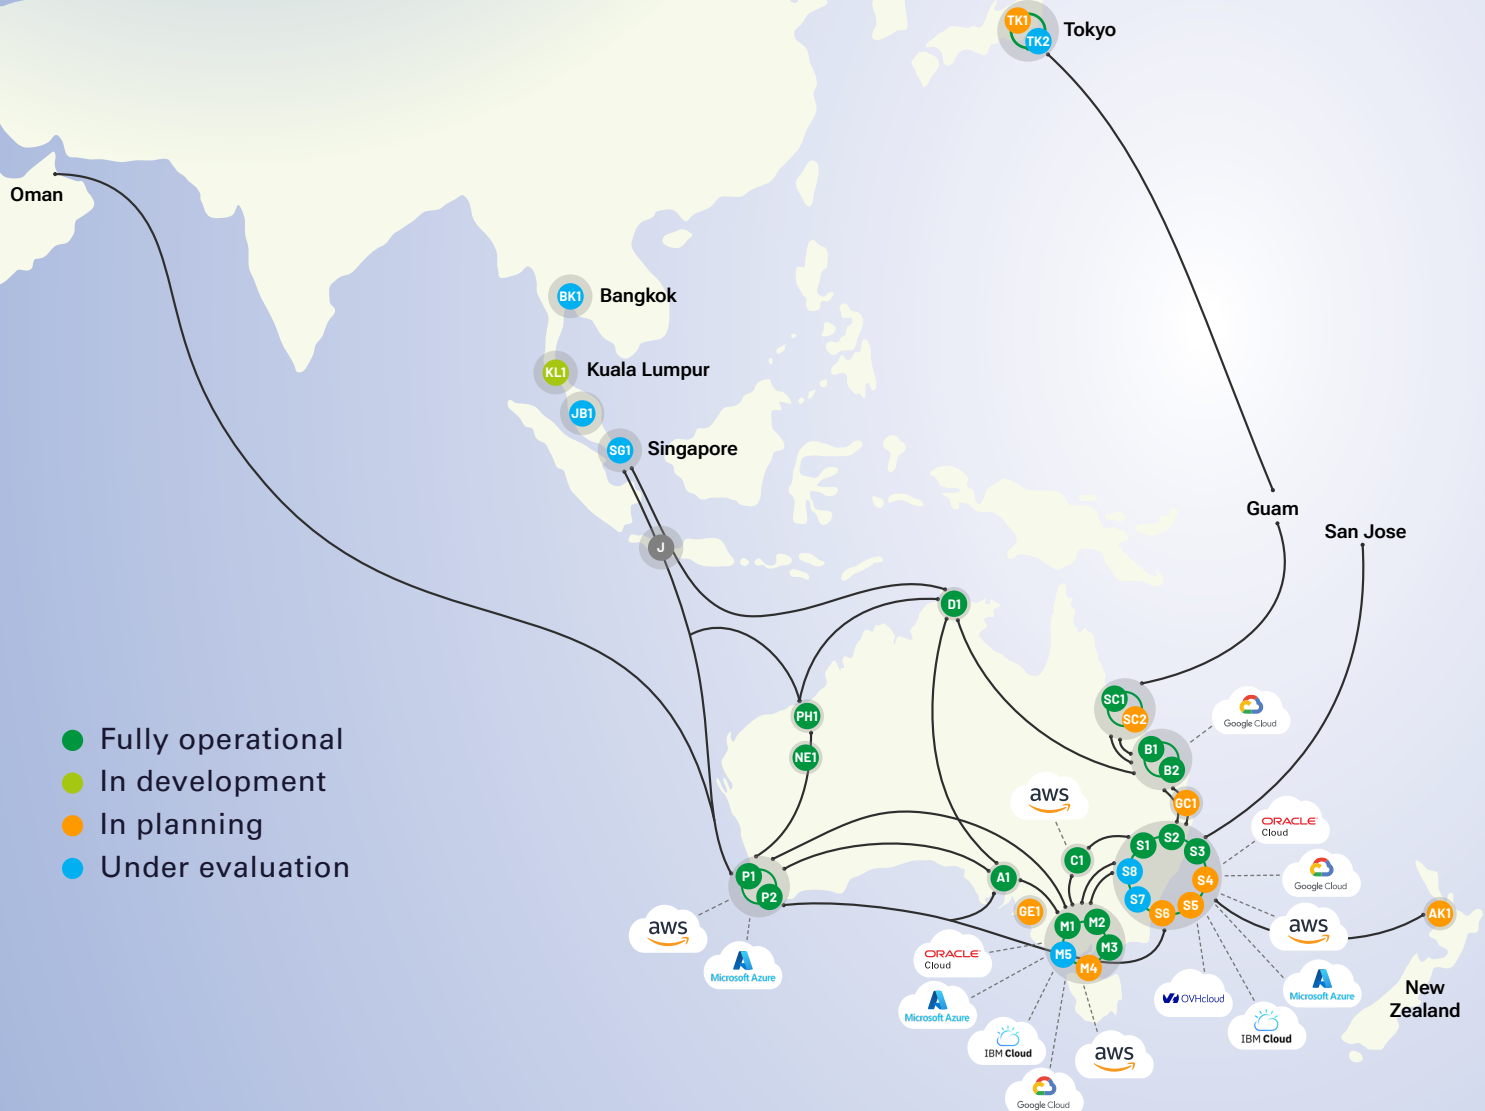 TK1
TK2
Tokyo
Oman
BK1
Bangkok
KL1
Kuala Lumpur
JB1
SG1
Singapore
J
Guam
San Jose
D1
SC1
SC2
Google Cloud
PH1
NE1
B1
B2
GC1
Fully operational
In development
In planning
Under evaluation
aws
ORACLE
Cloud
S1
S2
S3
S4
S5
S6
S7
S8
C1
A1
GE1
P1
P2
Google Cloud
aws
AK1
aws
Microsoft Azure
M1
M2
M3
M4
M5
ORACLE
Cloud
Microsoft Azure
IBM Cloud
Google Cloud
aws
OVHcloud
IBM Cloud
Microsoft Azure
New
Zealand